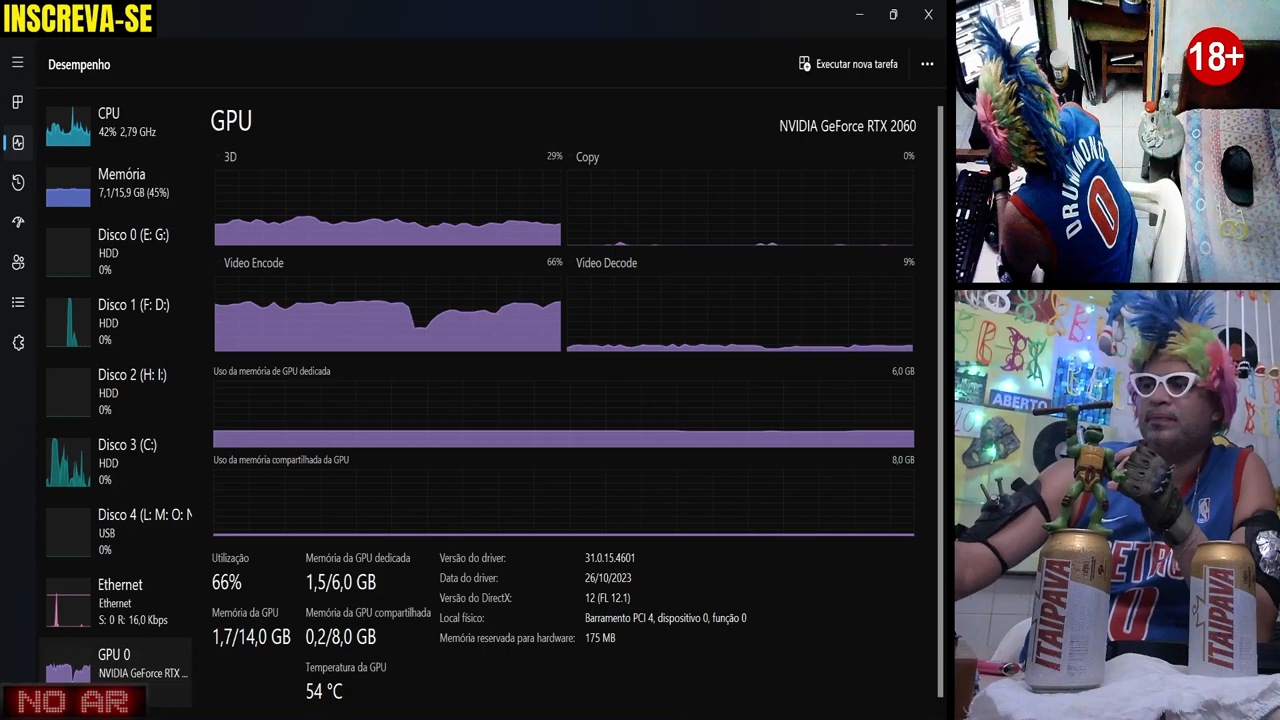 INSCREVA-SE
Desempenho
Executar nova tarefa
CPU
42% 2,79 GHz
Memória
7,1/15,9 GB (45%)
Disco 0 (E: G:)
HDD
0%
Disco 1 (F: D:)
HDD
0%
Disco 2 (H: I:)
HDD
0%
Disco 3 (C:)
HDD
0%
Disco 4 (L: M: O: N
USB
0%
Ethernet
Ethernet
S: 0 R: 16,0 Kbps
GPU 0
NVIDIA GeForce RTX ...
NO AR
GPU
NVIDIA GeForce RTX 2060
3D 29%
Copy 0%
Video Encode 66%
Video Decode 9%
Uso da memória de GPU dedicada 6,0 GB
Uso da memória compartilhada da GPU 8,0 GB
Utilização
66%
Memória da GPU
1,7/14,0 GB
Memória da GPU dedicada
1,5/6,0 GB
Memória da GPU compartilhada
0,2/8,0 GB
Temperatura da GPU
54 °C
Versão do driver: 31.0.15.4601
Data do driver: 26/10/2023
Versão do DirectX: 12 (FL 12.1)
Local físico: Barramento PCI 4, dispositivo 0, função 0
Memória reservada para hardware: 175 MB
18+
DRUMMOND
0
ABERTO
ETRO
0
ITAIPAVA
ITAIPAVA